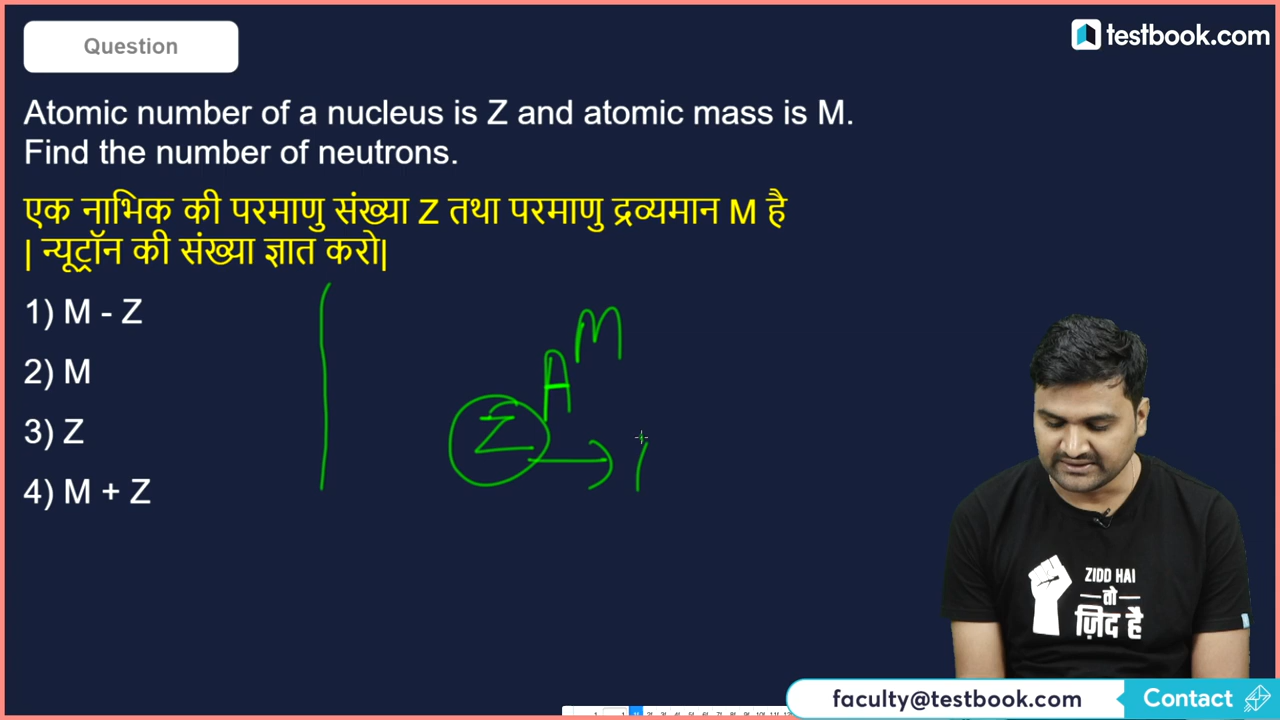 Question
testbook.com
Atomic number of a nucleus is Z and atomic mass is M.
Find the number of neutrons.
एक नाभिक की परमाणु संख्या Z तथा परमाणु द्रव्यमान M है
| न्यूट्रॉन की संख्या ज्ञात करो|
1) M - Z
2) M
3) Z
4) M + Z
M
A
Z
ZIDD HAI
तो
ज़िद है
faculty@testbook.com
Contact